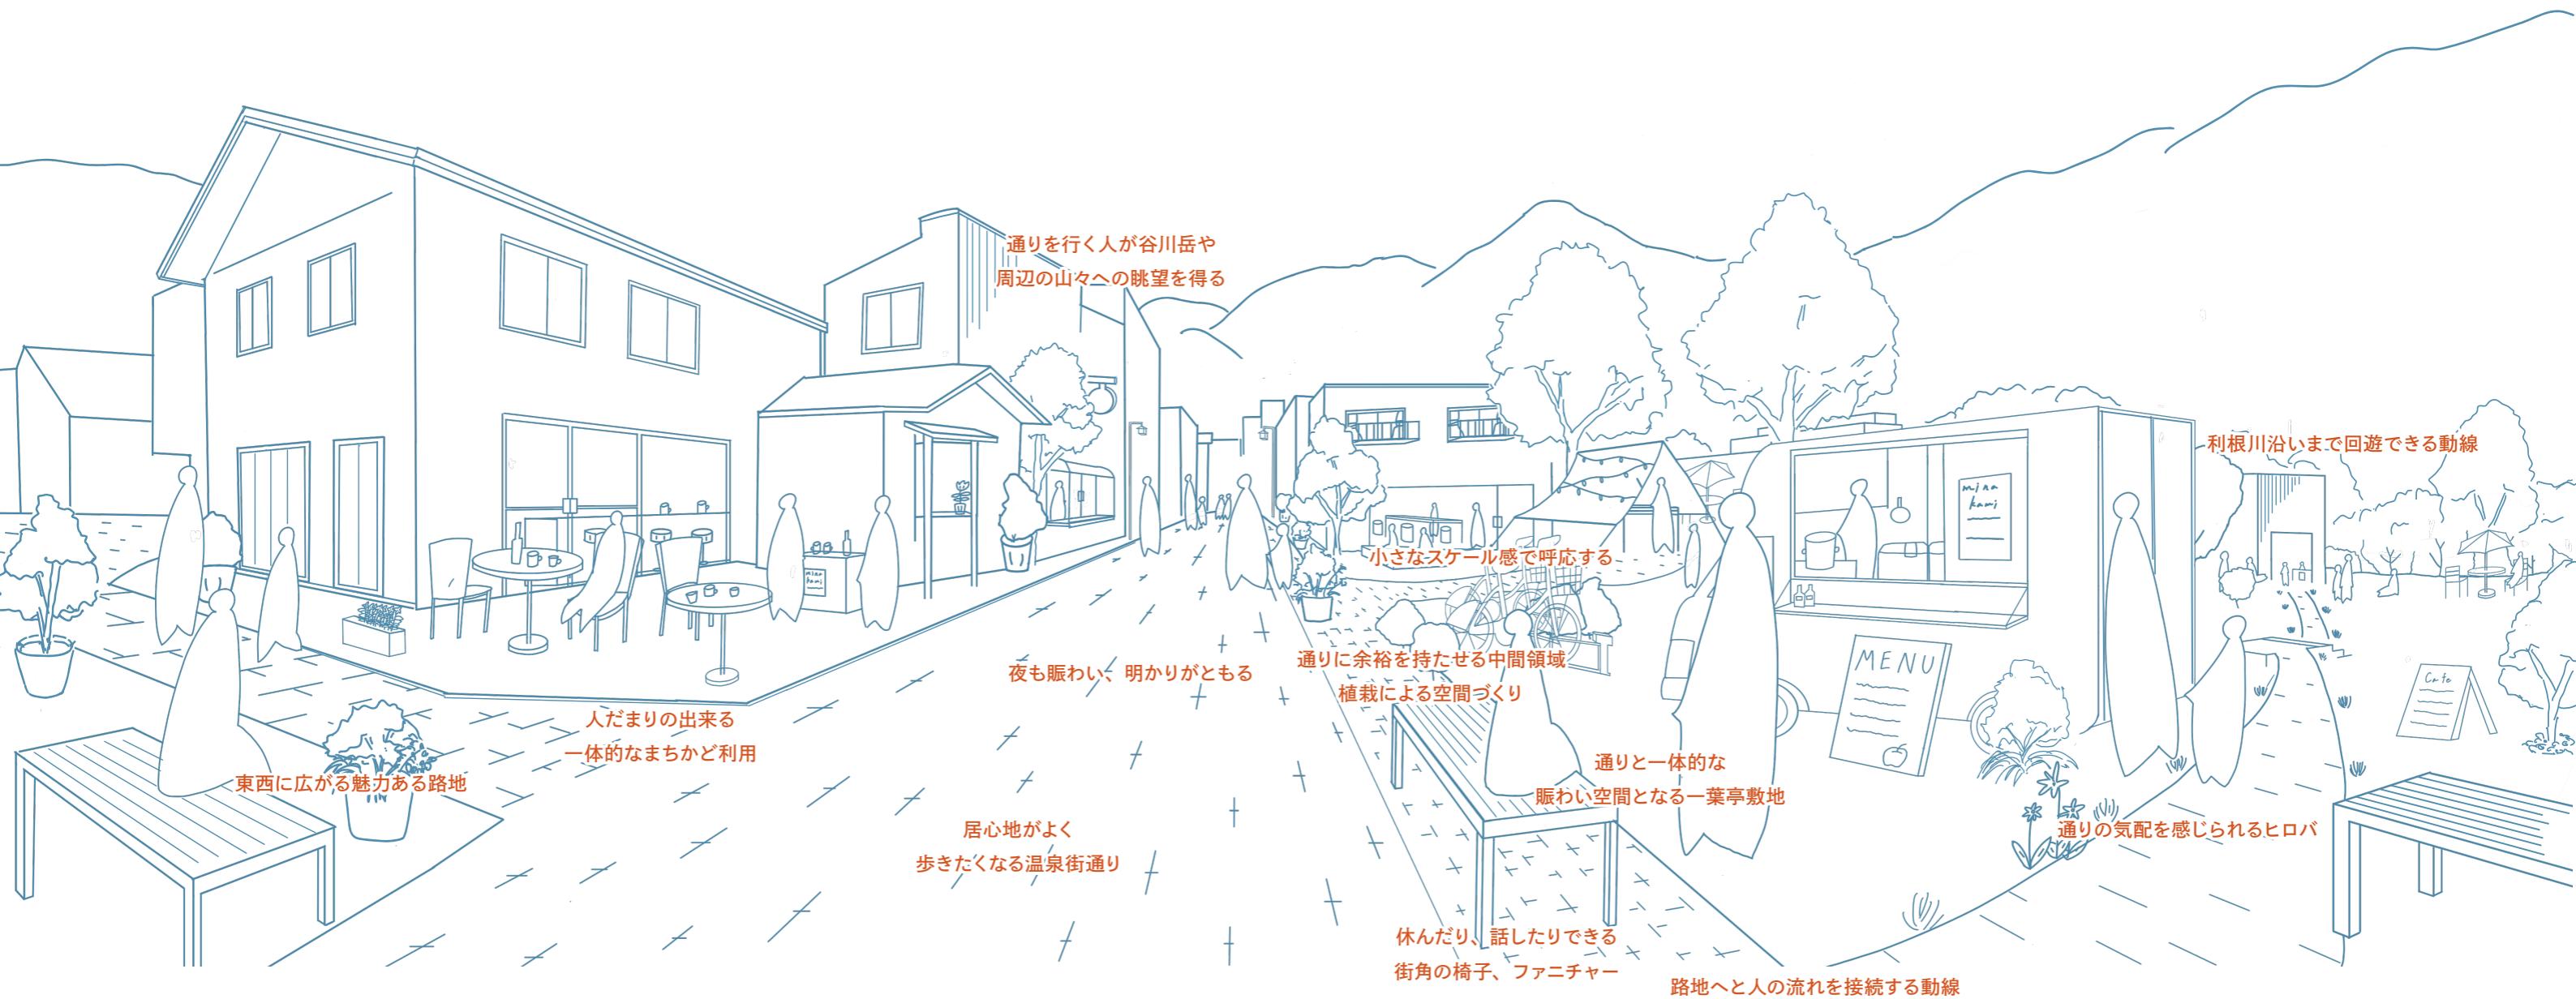 通りを行く人が谷川岳や
周辺の山々への眺望を得る
利根川沿いまで回遊できる動線
mina
kami
小さなスケール感で呼応する
mina
kami
通りに余裕を持たせる中間領域
植栽による空間づくり
MENU
Cafe
夜も賑わい、明かりがともる
人だまりの出来る
一体的なまちかど利用
東西に広がる魅力ある路地
通りと一体的な
賑わい空間となる一葉亭敷地
居心地がよく
歩きたくなる温泉街通り
通りの気配を感じられるヒロバ
休んだり、話したりできる
街角の椅子、ファニチャー
路地へと人の流れを接続する動線